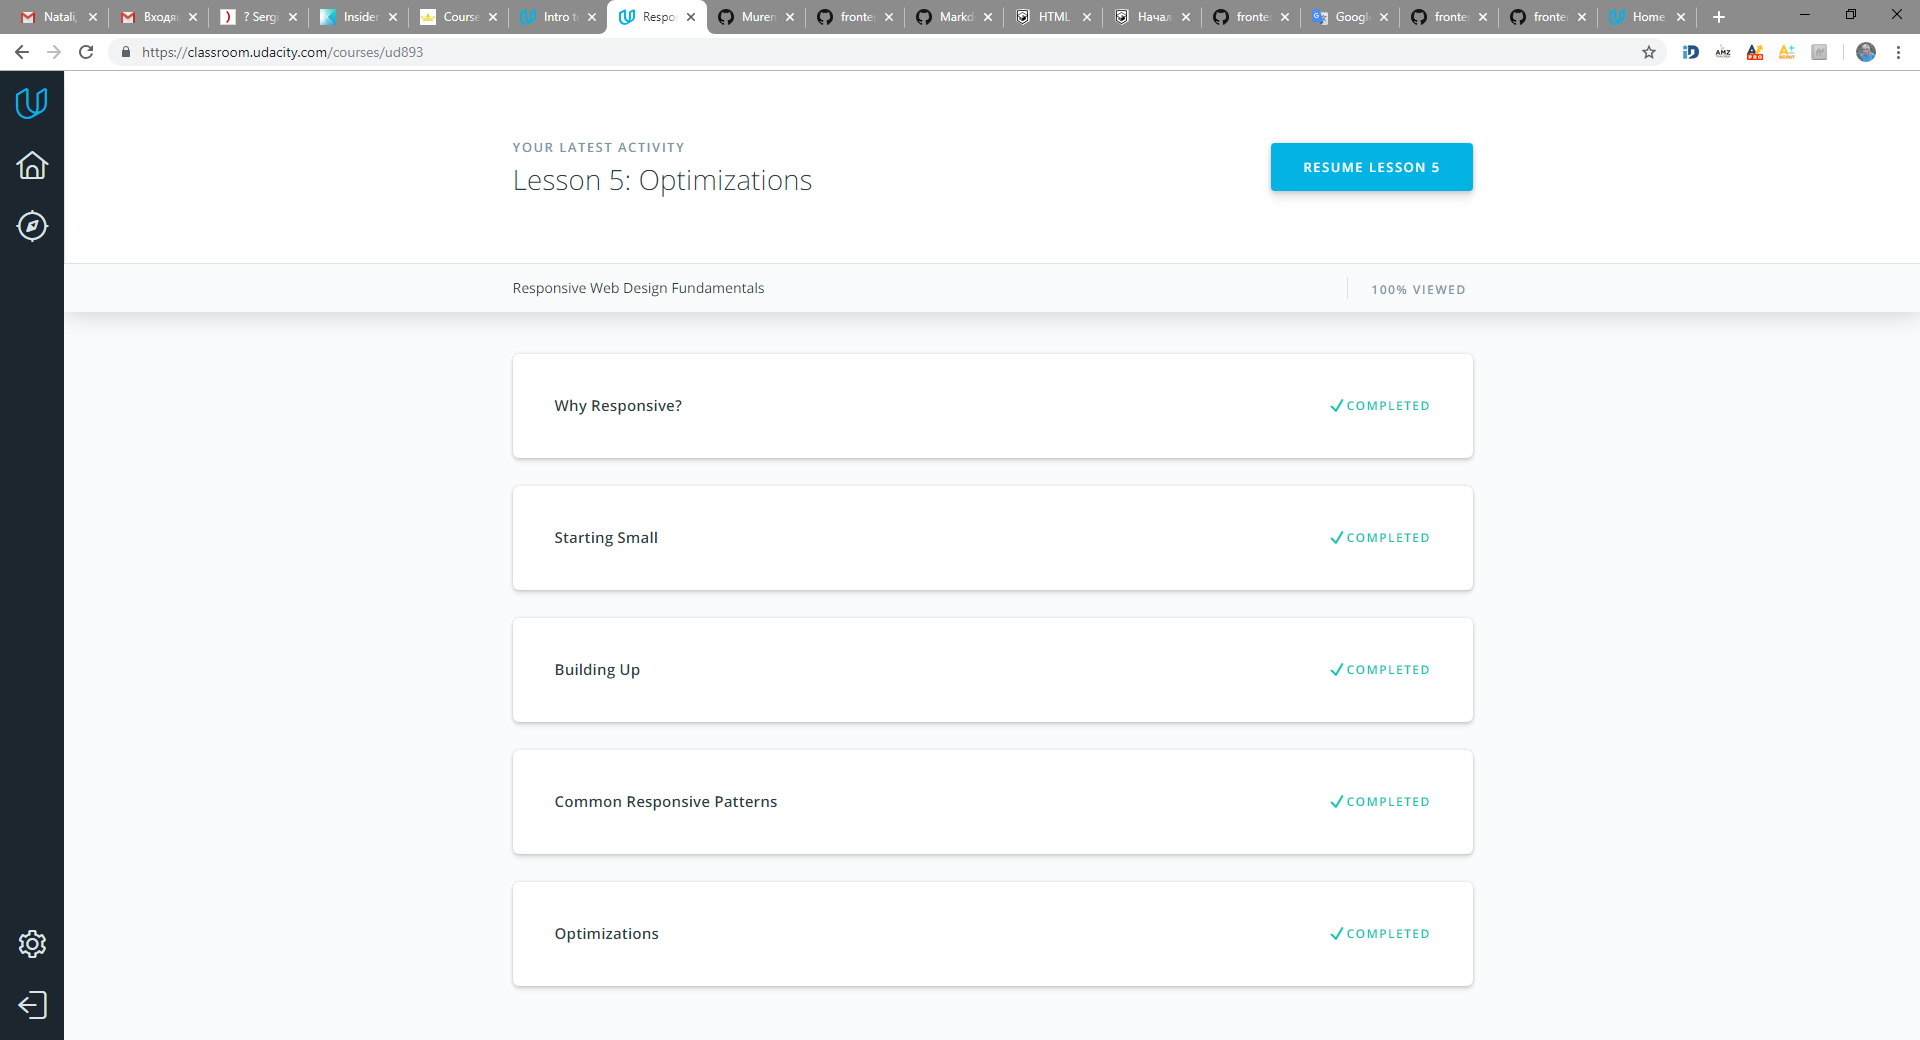 Natali
Входя
? Sergi
Insider
Course
Intro t
Respo
Muren
fronte
Markd
HTML
Начал
fronte
Googl
fronte
fronte
Home
https://classroom.udacity.com/courses/ud893
YOUR LATEST ACTIVITY
Lesson 5: Optimizations
RESUME LESSON 5
Responsive Web Design Fundamentals
100% VIEWED
Why Responsive?
COMPLETED
Starting Small
COMPLETED
Building Up
COMPLETED
Common Responsive Patterns
COMPLETED
Optimizations
COMPLETED